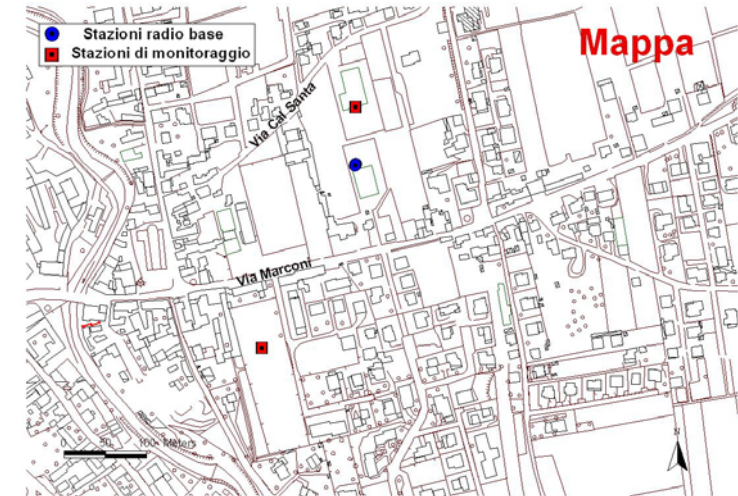 Stazioni radio base
Stazioni di monitoraggio
Mappa
Via Cal Santa
Via Marconi
0 50 100 Meters
N